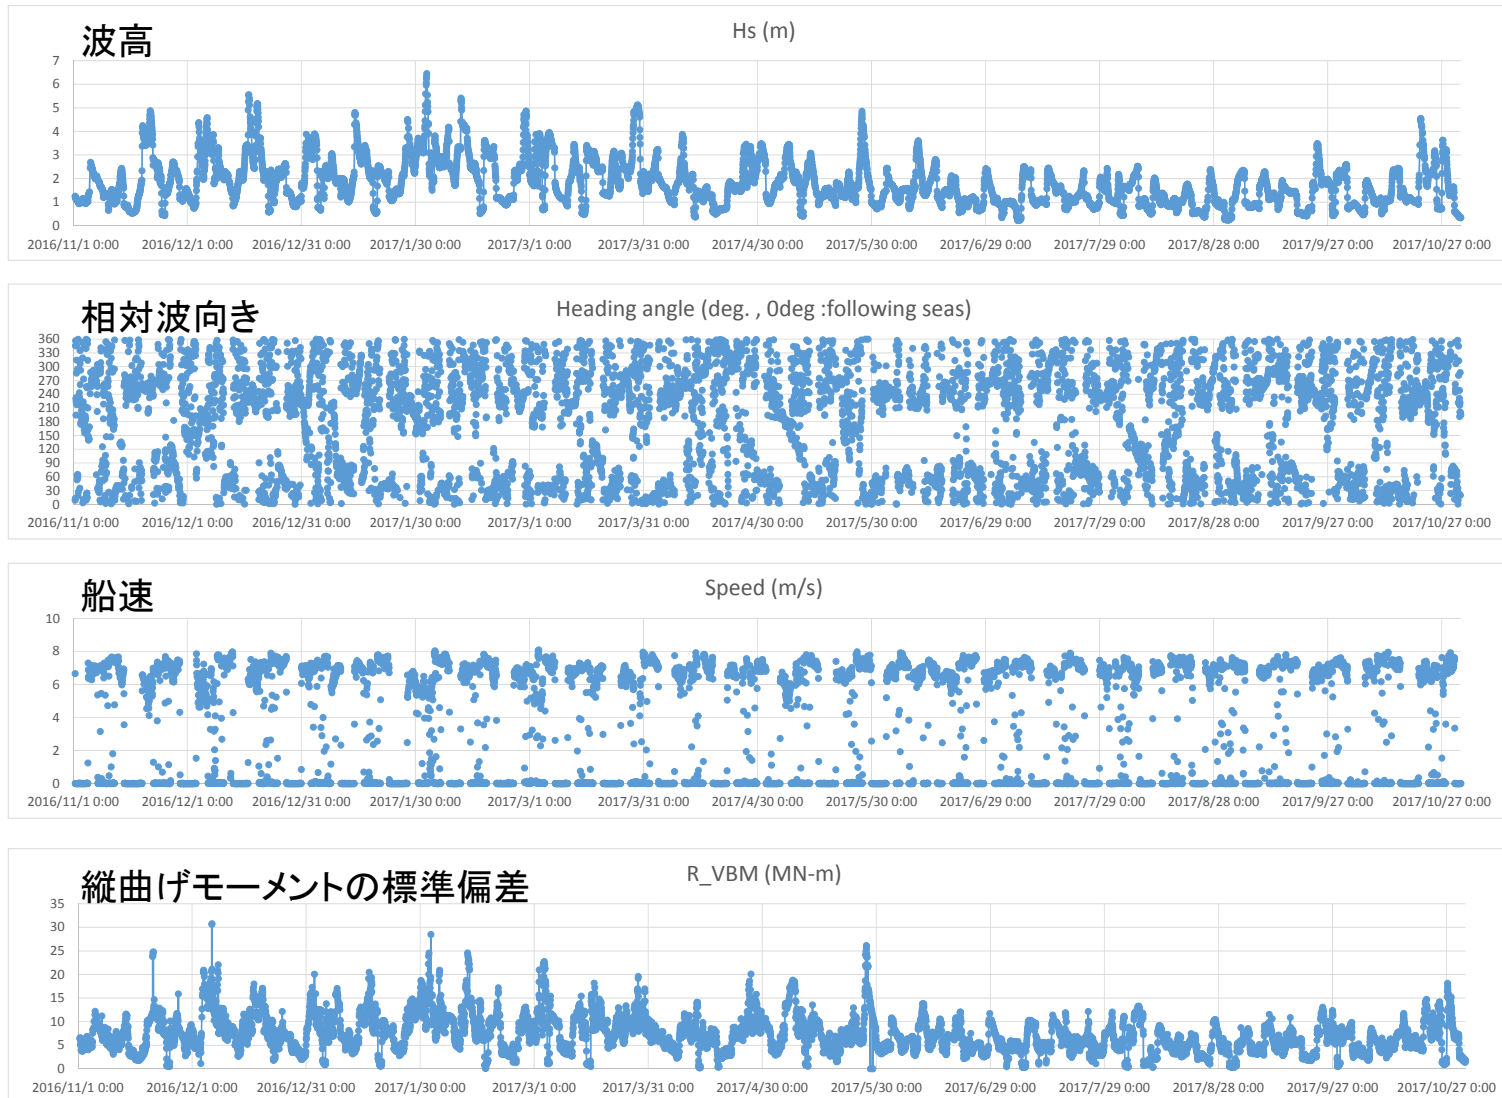 波高
Hs (m)
7
6
5
4
3
2
1
0
2016/11/1 0:00 2016/12/1 0:00 2016/12/31 0:00 2017/1/30 0:00 2017/3/1 0:00 2017/3/31 0:00 2017/4/30 0:00 2017/5/30 0:00 2017/6/29 0:00 2017/7/29 0:00 2017/8/28 0:00 2017/9/27 0:00 2017/10/27 0:00
相対波向き
Heading angle (deg. , 0deg :following seas)
360
330
300
270
240
210
180
150
120
90
60
30
0
2016/11/1 0:00 2016/12/1 0:00 2016/12/31 0:00 2017/1/30 0:00 2017/3/1 0:00 2017/3/31 0:00 2017/4/30 0:00 2017/5/30 0:00 2017/6/29 0:00 2017/7/29 0:00 2017/8/28 0:00 2017/9/27 0:00 2017/10/27 0:00
船速
Speed (m/s)
10
8
6
4
2
0
2016/11/1 0:00 2016/12/1 0:00 2016/12/31 0:00 2017/1/30 0:00 2017/3/1 0:00 2017/3/31 0:00 2017/4/30 0:00 2017/5/30 0:00 2017/6/29 0:00 2017/7/29 0:00 2017/8/28 0:00 2017/9/27 0:00 2017/10/27 0:00
縦曲げモーメントの標準偏差
R_VBM (MN-m)
35
30
25
20
15
10
5
0
2016/11/1 0:00 2016/12/1 0:00 2016/12/31 0:00 2017/1/30 0:00 2017/3/1 0:00 2017/3/31 0:00 2017/4/30 0:00 2017/5/30 0:00 2017/6/29 0:00 2017/7/29 0:00 2017/8/28 0:00 2017/9/27 0:00 2017/10/27 0:00